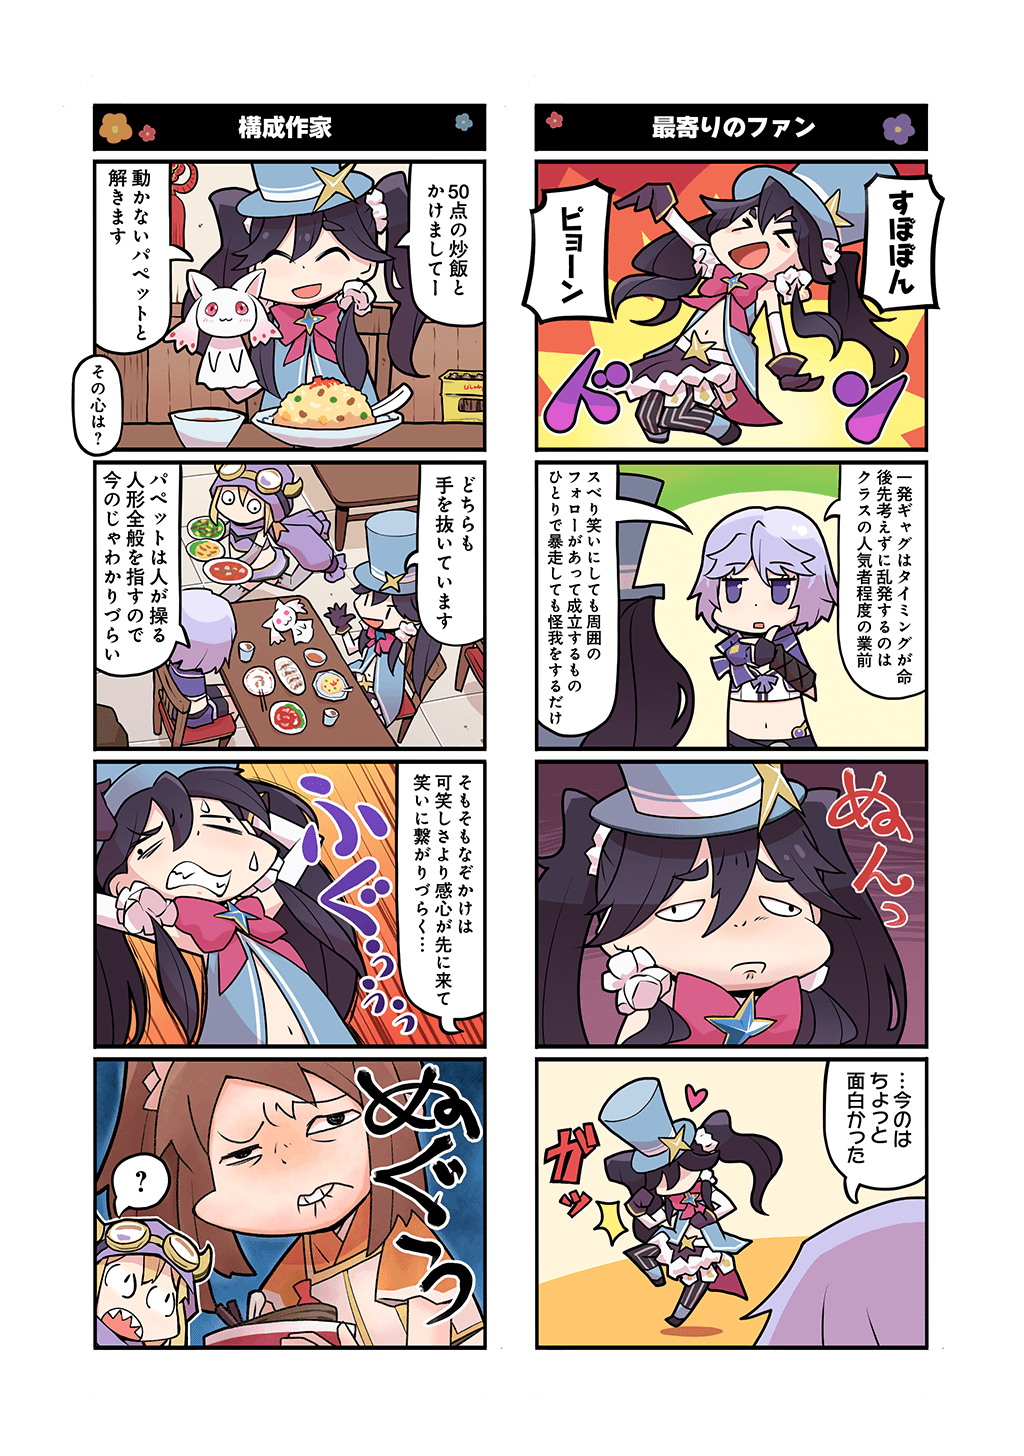 最寄りのファン
すぽぽん
ピョーン
ドン
一発ギャグはタイミングが命
後先考えずに乱発するのは
クラスの人気者程度の業前
スベり笑いにしても周囲の
フォローがあって成立するもの
ひとりで暴走しても怪我をするだけ
ぬんっ
…今のは
ちょっと
面白かった
ガッ
構成作家
50点の炒飯と
かけましてー
動かないパペットと
解きます
その心は？
どちらも
手を抜いています
パペットは人が操る
人形全般を指すので
今のじゃわかりづらい
そもそもなぞかけは
可笑しさより感心が先に来て
笑いに繋がりづらく…
ふぐぅぅぅ
ぬぐぅ
？